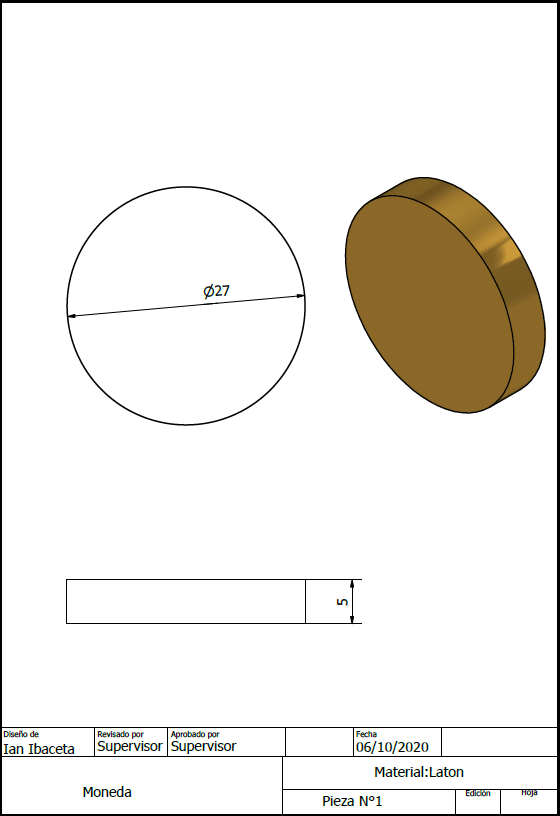 Ø27
5
Diseño de
Ian Ibaceta
Revisado por
Supervisor
Aprobado por
Supervisor
Fecha
06/10/2020
Moneda
Material:Laton
Pieza N°1
Edición
Hoja